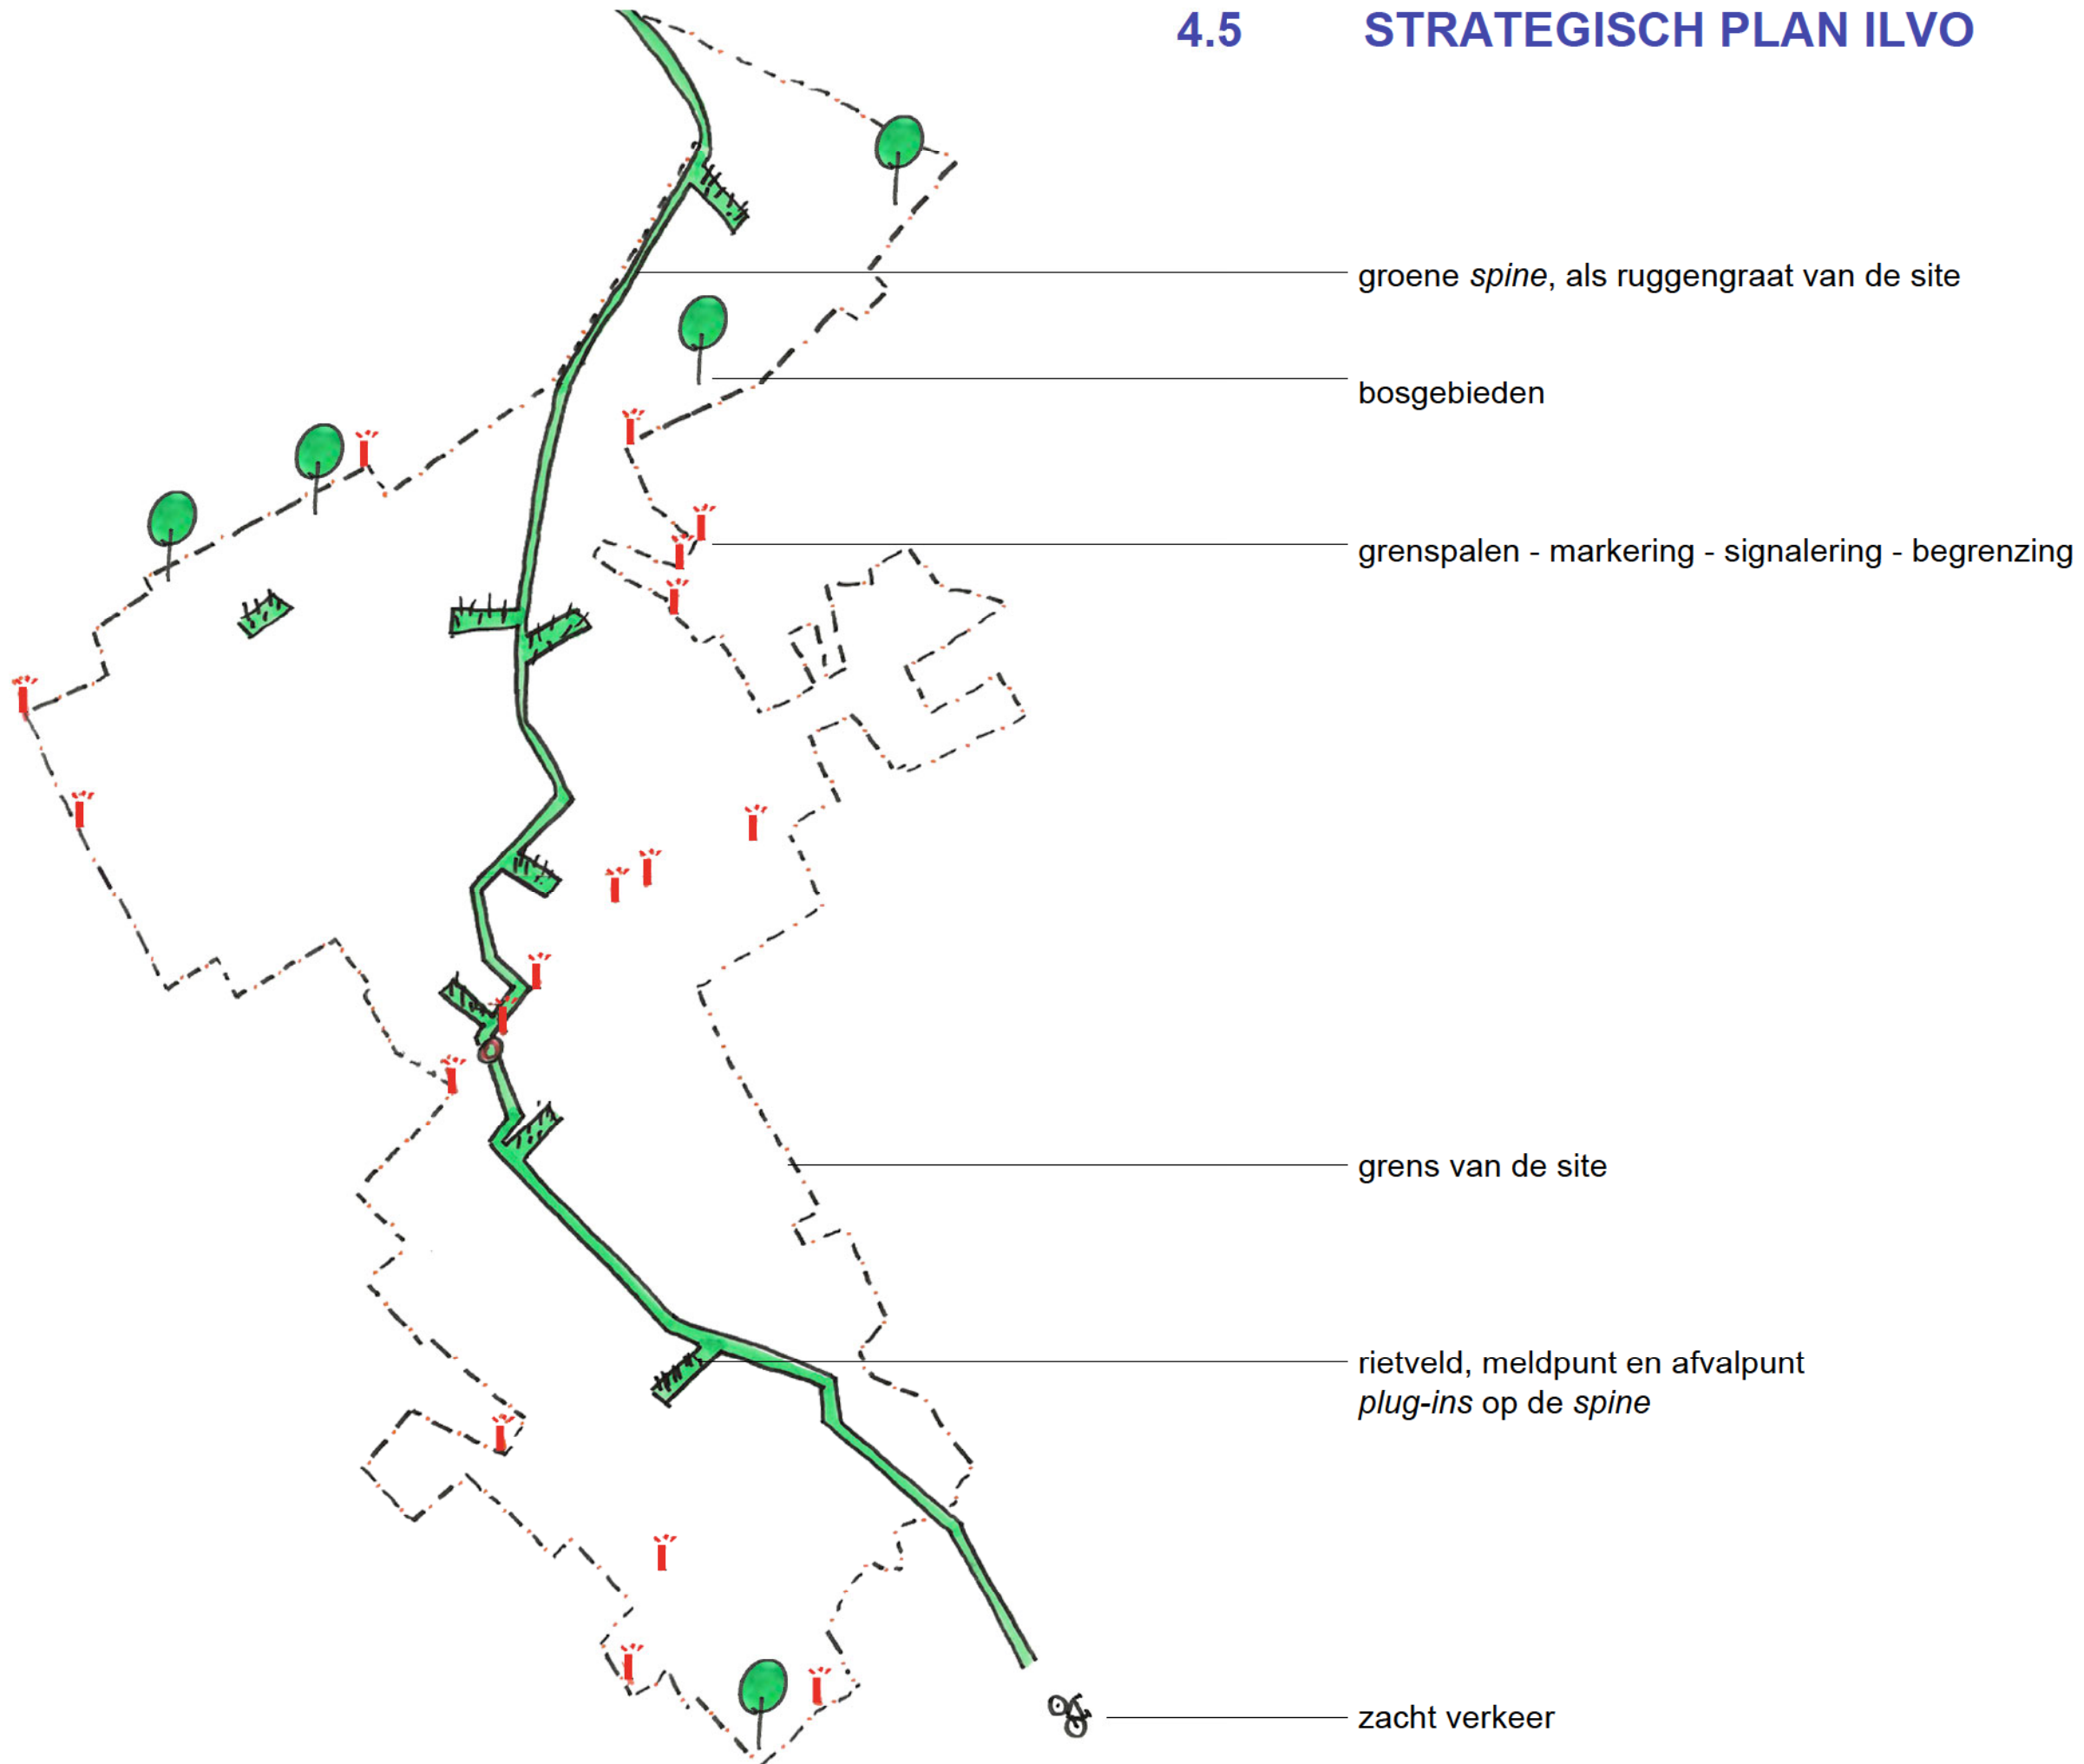 4.5 STRATEGISCH PLAN ILVO
groene spine, als ruggengraat van de site
bosgebieden
grenspalen - markering - signalering - begrenzing
grens van de site
rietveld, meldpunt en afvalpunt
plug-ins op de spine
zacht verkeer